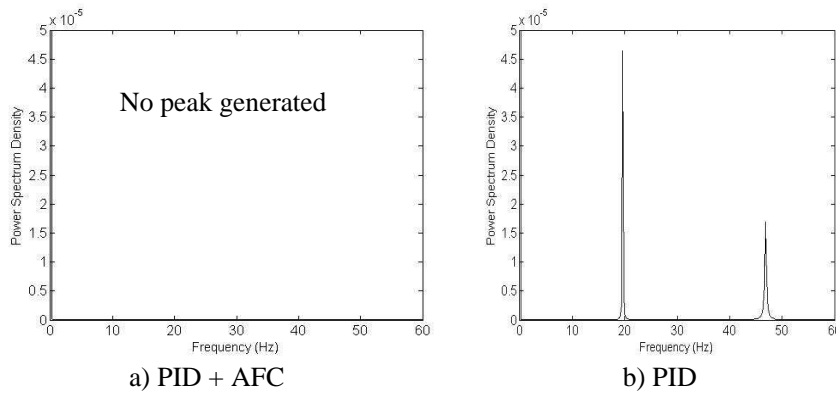 5 x 10^-5
4.5
4
3.5
3
2.5
2
1.5
1
0.5
0
Power Spectrum Density
No peak generated
0 10 20 30 40 50 60
Frequency (Hz)
a) PID + AFC
5 x 10^-5
4.5
4
3.5
3
2.5
2
1.5
1
0.5
0
Power Spectrum Density
0 10 20 30 40 50 60
Frequency (Hz)
b) PID